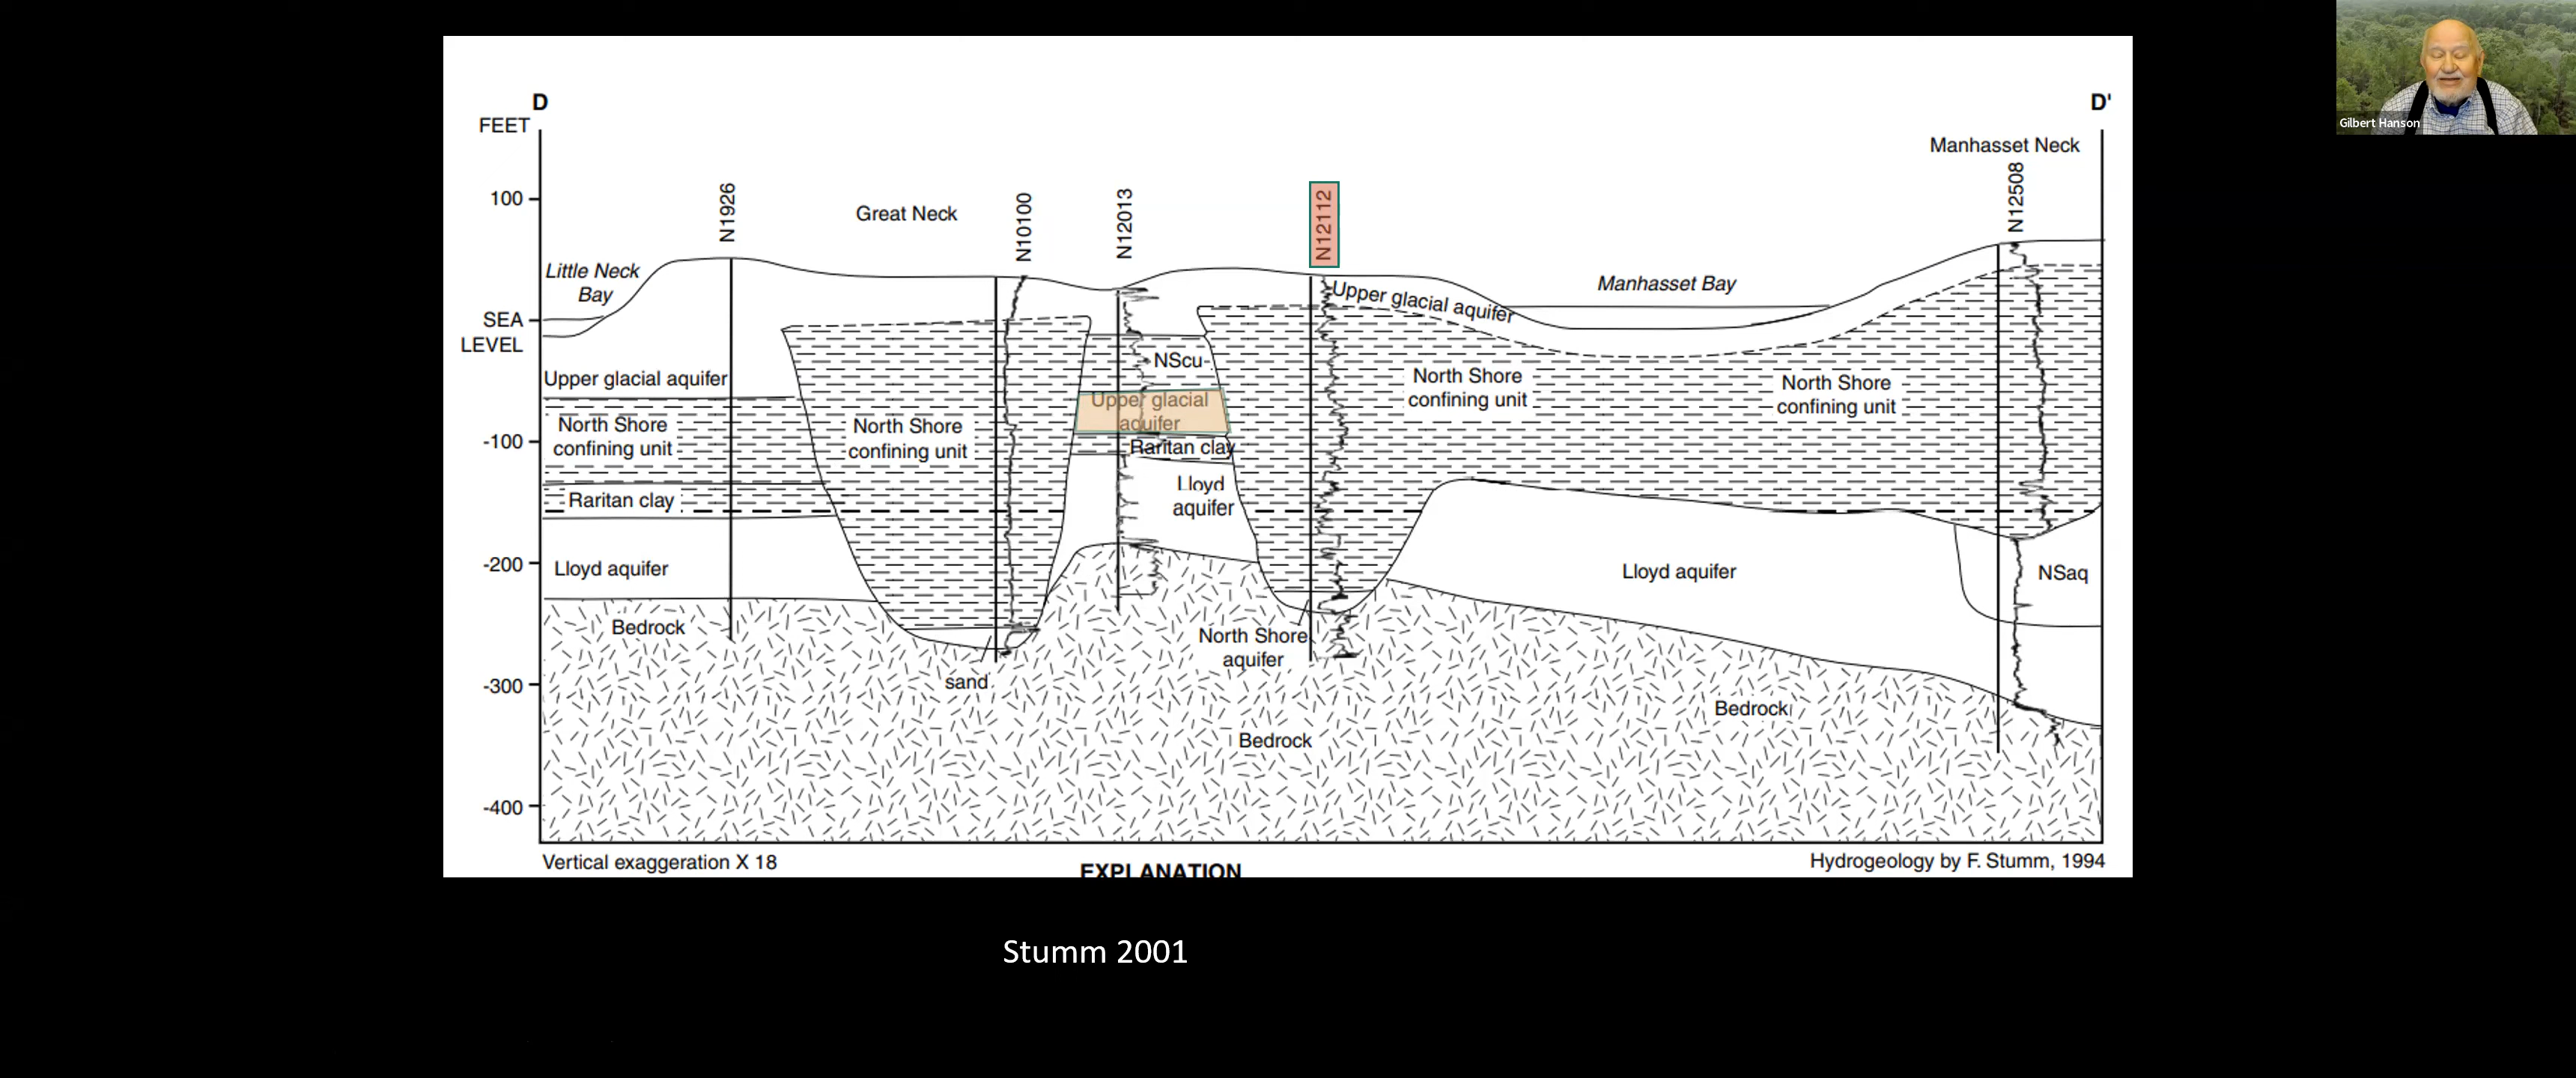 D
D'
FEET
Manhasset Neck
100
N1926
Great Neck
N10100
N12013
N12112
N12508
Little Neck
Bay
Upper glacial aquifer
Manhasset Bay
SEA
LEVEL
NScu
Upper glacial aquifer
North Shore
confining unit
North Shore
confining unit
Upper glacial
aquifer
North Shore
confining unit
North Shore
confining unit
-100
Raritan clay
Raritan clay
Lloyd
aquifer
-200
Lloyd aquifer
Lloyd aquifer
NSaq
Bedrock
North Shore
aquifer
sand
-300
Bedrock
Bedrock
-400
Vertical exaggeration X 18
EXPLANATION
Hydrogeology by F. Stumm, 1994
Stumm 2001
Gilbert Hanson